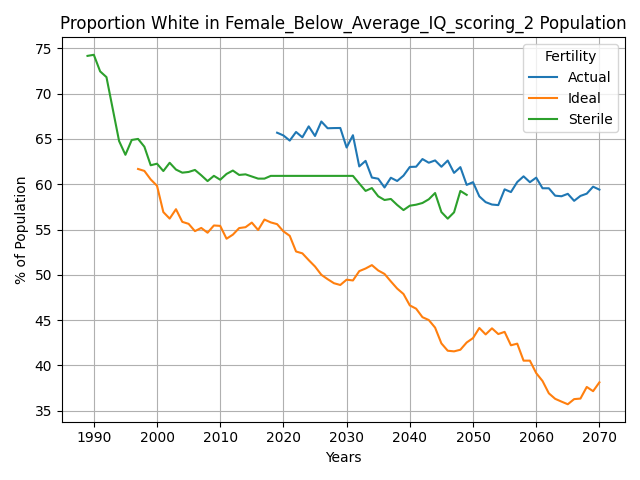 Proportion White in Female_Below_Average_IQ_scoring_2 Population
Fertility
Actual
Ideal
Sterile
% of Population
75
70
65
60
55
50
45
40
35
1990 2000 2010 2020 2030 2040 2050 2060 2070
Years